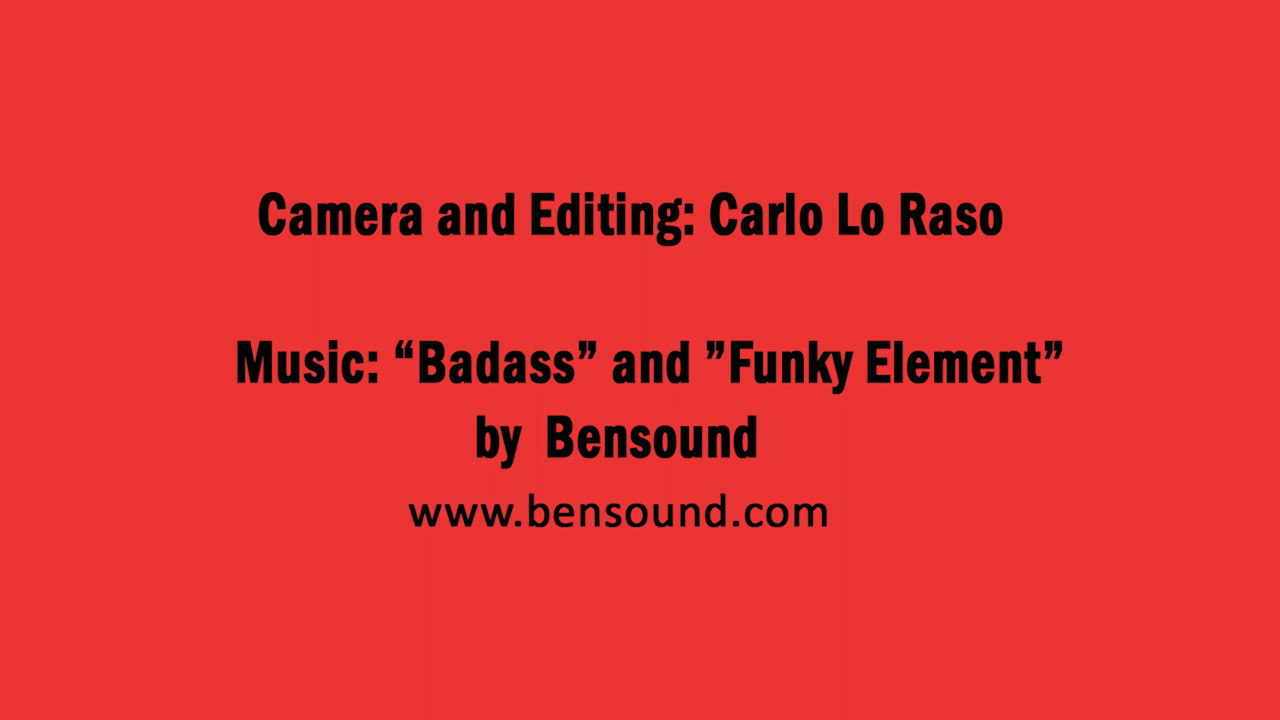 Camera and Editing: Carlo Lo Raso
Music: “Badass” and ”Funky Element”
by Bensound
www.bensound.com